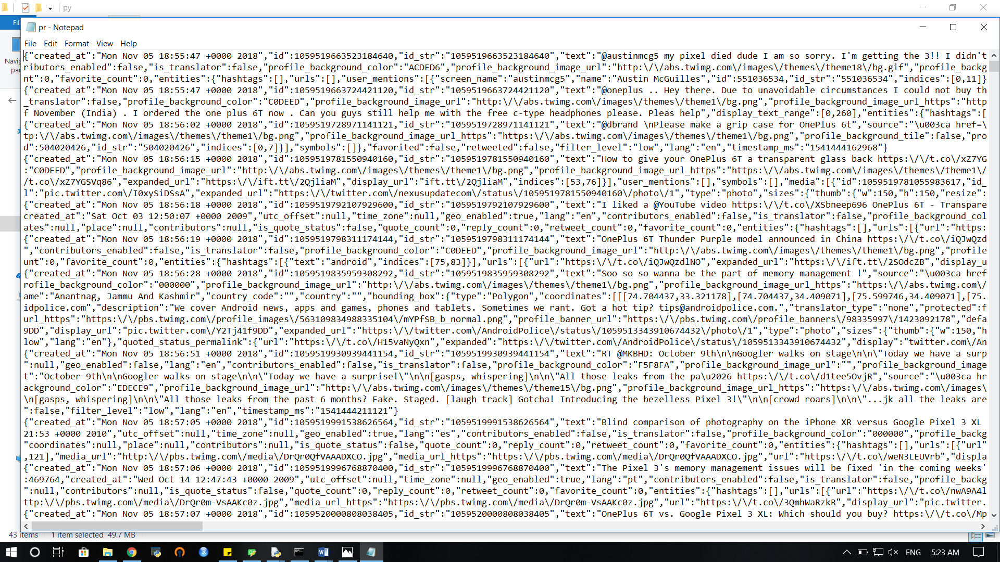 py
File
pr - Notepad
File Edit Format View Help
Navig
pan
{"created_at":"Mon Nov 05 18:55:47 +0000 2018","id":1059519663523184640,"id_str":"1059519663523184640","text":"@austinmcg5 my pixel died dude I am so sorry. I'm getting the 3!! I didn't
ributors_enabled":false,"is_translator":false,"profile_background_color":"ACDED6","profile_background_image_url":"http:\/\/abs.twimg.com\/images\/themes\/theme18\/bg.gif","profile_backg
nt":0,"favorite_count":0,"entities":{"hashtags":[],"urls":[],"user_mentions":[{"screen_name":"austinmcg5","name":"Austin McGuilles","id":551036534,"id_str":"551036534","indices":[0,11]}
{"created_at":"Mon Nov 05 18:55:47 +0000 2018","id":1059519663724421120,"id_str":"1059519663724421120","text":"@oneplus .. Hey there. Due to unavoidable circumstances I could not buy th
_translator":false,"profile_background_color":"C0DEED","profile_background_image_url":"http:\/\/abs.twimg.com\/images\/themes\/theme1\/bg.png","profile_background_image_url_https":"http
f November (India) . I ordered the one plus 6T now . Can you guys still help me with the free c-type headphones please. Pleas help","display_text_range":[0,260],"entities":{"hashtags":[
{"created_at":"Mon Nov 05 18:56:02 +0000 2018","id":1059519728971141121,"id_str":"1059519728971141121","text":"@dbrand \nPlease make a grip case for OnePlus 6t","source":"\u003ca href=\
tp:\/\/abs.twimg.com\/images\/themes\/theme1\/bg.png","profile_background_image_url_https":"https:\/\/abs.twimg.com\/images\/themes\/theme1\/bg.png","profile_background_tile":false,"pro
d":504020426,"id_str":"504020426","indices":[0,7]}],"symbols":[]},"favorited":false,"retweeted":false,"filter_level":"low","lang":"en","timestamp_ms":"1541444162968"}
{"created_at":"Mon Nov 05 18:56:15 +0000 2018","id":1059519781550940160,"id_str":"1059519781550940160","text":"How to give your OnePlus 6T a transparent glass back https:\/\/t.co\/xZ7YG
:"C0DEED","profile_background_image_url":"http:\/\/abs.twimg.com\/images\/themes\/theme1\/bg.png","profile_background_image_url_https":"https:\/\/abs.twimg.com\/images\/themes\/theme1\/
/t.co\/xZ7YGSVq86","expanded_url":"https:\/\/ift.tt\/2QjliaM","display_url":"ift.tt\/2QjliaM","indices":[53,76]}],"user_mentions":[],"symbols":[],"media":[{"id":1059519781055983617,"id_
l":"pic.twitter.com\/I0xySiDSsA","expanded_url":"https:\/\/twitter.com\/nexusupdatecom\/status\/1059519781550940160\/photo\/1","type":"photo","sizes":{"thumb":{"w":150,"h":150,"resize":
{"created_at":"Mon Nov 05 18:56:18 +0000 2018","id":1059519792107929600,"id_str":"1059519792107929600","text":"I liked a @YouTube video https:\/\/t.co\/XSbneep696 OnePlus 6T - Transpare
created_at":"Sat Oct 03 12:50:07 +0000 2009","utc_offset":null,"time_zone":null,"geo_enabled":true,"lang":"en","contributors_enabled":false,"is_translator":false,"profile_background_col
ates":null,"place":null,"contributors":null,"is_quote_status":false,"quote_count":0,"reply_count":0,"retweet_count":0,"favorite_count":0,"entities":{"hashtags":[],"urls":[{"url":"https:
{"created_at":"Mon Nov 05 18:56:19 +0000 2018","id":1059519798311174144,"id_str":"1059519798311174144","text":"OnePlus 6T Thunder Purple model announced in China https:\/\/t.co\/iQJwQzd
","contributors_enabled":false,"is_translator":false,"profile_background_color":"C0DEED","profile_background_image_url":"http:\/\/abs.twimg.com\/images\/themes\/theme1\/bg.png","profile
unt":0,"favorite_count":0,"entities":{"hashtags":[{"text":"android","indices":[75,83]}],"urls":[{"url":"https:\/\/t.co\/iQJwQzdlNO","expanded_url":"https:\/\/ift.tt\/2SOdcZB","display_u
{"created_at":"Mon Nov 05 18:56:28 +0000 2018","id":1059519835959308292,"id_str":"1059519835959308292","text":"Soo so so wanna be the part of memory management !","source":"\u003ca href
rofile_background_color":"000000","profile_background_image_url":"http:\/\/abs.twimg.com\/images\/themes\/theme1\/bg.png","profile_background_image_url_https":"https:\/\/abs.twimg.com\/
ame":"Anantnag, Jammu And Kashmir","country_code":"","country":"","bounding_box":{"type":"Polygon","coordinates":[[[74.704437,33.321178],[74.704437,34.409071],[75.599746,34.409071],[75.
idpolice.com","description":"We cover Android news, apps and games, phones and tablets. Sometimes we rant. Got a hot tip? tips@androidpolice.com.","translator_type":"none","protected":f
url_https":"https:\/\/pbs.twimg.com\/profile_images\/563109834988335104\/mYPfSB_b_normal.png","profile_banner_url":"https:\/\/pbs.twimg.com\/profile_banners\/98335997\/1423092178","defa
9DD","display_url":"pic.twitter.com\/Y2Tj41f9DD","expanded_url":"https:\/\/twitter.com\/AndroidPolice\/status\/1059513343910674432\/photo\/1","type":"photo","sizes":{"thumb":{"w":150,"h
low","lang":"en"},"quoted_status_permalink":{"url":"https:\/\/t.co\/H15vaNyQxn","expanded":"https:\/\/twitter.com\/AndroidPolice\/status\/1059513343910674432","display":"twitter.com\/An
{"created_at":"Mon Nov 05 18:56:51 +0000 2018","id":1059519930939441154,"id_str":"1059519930939441154","text":"RT @MKBHD: October 9th\n\nGoogler walks on stage\n\n\"Today we have a surp
":null,"geo_enabled":false,"lang":"en","contributors_enabled":false,"is_translator":false,"profile_background_color":"F5F8FA","profile_background_image_url":"","profile_background_image
t":"October 9th\n\nGoogler walks on stage\n\n\"Today we have a surprise!\"\n\n[gasps, whispering]\n\n\"All those leaks from the pa\u2026 https:\/\/t.co\/d1tee5OvjR","source":"\u003ca hr
ackground_color":"EDECE9","profile_background_image_url":"http:\/\/abs.twimg.com\/images\/themes\/theme15\/bg.png","profile_background_image_url_https":"https:\/\/abs.twimg.com\/images\
\n[gasps, whispering]\n\n\"All those leaks from the past 6 months? Fake. Staged. [laugh track] Gotcha! Introducing the bezelless Pixel 3!\"\n\n[crowd roars]\n\n\"...jk all the leaks are
":false,"filter_level":"low","lang":"en","timestamp_ms":"1541444211121"}
{"created_at":"Mon Nov 05 18:57:05 +0000 2018","id":1059519991538626564,"id_str":"1059519991538626564","text":"Blind comparison of photography on the iPhone XR versus Google Pixel 3 XL
21:53 +0000 2010","utc_offset":null,"time_zone":null,"geo_enabled":true,"lang":"es","contributors_enabled":false,"is_translator":false,"profile_background_color":"000000","profile_backg
"coordinates":null,"place":null,"contributors":null,"is_quote_status":false,"quote_count":0,"reply_count":0,"retweet_count":0,"favorite_count":0,"entities":{"hashtags":[],"urls":[{"url"
,121],"media_url":"http:\/\/pbs.twimg.com\/media\/DrQr0QfVAAADXCO.jpg","media_url_https":"https:\/\/pbs.twimg.com\/media\/DrQr0QfVAAADXCO.jpg","url":"https:\/\/t.co\/weN3LEUVrb","displa
{"created_at":"Mon Nov 05 18:57:06 +0000 2018","id":1059519996768870400,"id_str":"1059519996768870400","text":"The Pixel 3's memory management issues will be fixed 'in the coming weeks'
:469764,"created_at":"Wed Oct 14 12:47:43 +0000 2009","utc_offset":null,"time_zone":null,"geo_enabled":true,"lang":"pt","contributors_enabled":false,"is_translator":false,"profile_backg
":null,"contributors":null,"is_quote_status":false,"quote_count":0,"reply_count":0,"retweet_count":0,"favorite_count":0,"entities":{"hashtags":[],"urls":[{"url":"https:\/\/t.co\/nwA9A4l
ttp:\/\/pbs.twimg.com\/media\/DrQr0m-VsAAKc0z.jpg","media_url_https":"https:\/\/pbs.twimg.com\/media\/DrQr0m-VsAAKc0z.jpg","url":"https:\/\/t.co\/3QmhWaRzkR","display_url":"pic.twitter.
{"created_at":"Mon Nov 05 18:57:07 +0000 2018","id":1059520000808038405,"id_str":"1059520000808038405","text":"OnePlus 6T vs. Google Pixel 3 XL: Which should you buy? https:\/\/t.co\/Mp
43 items 1 item selected 49.7 MB
ENG 5:23 AM